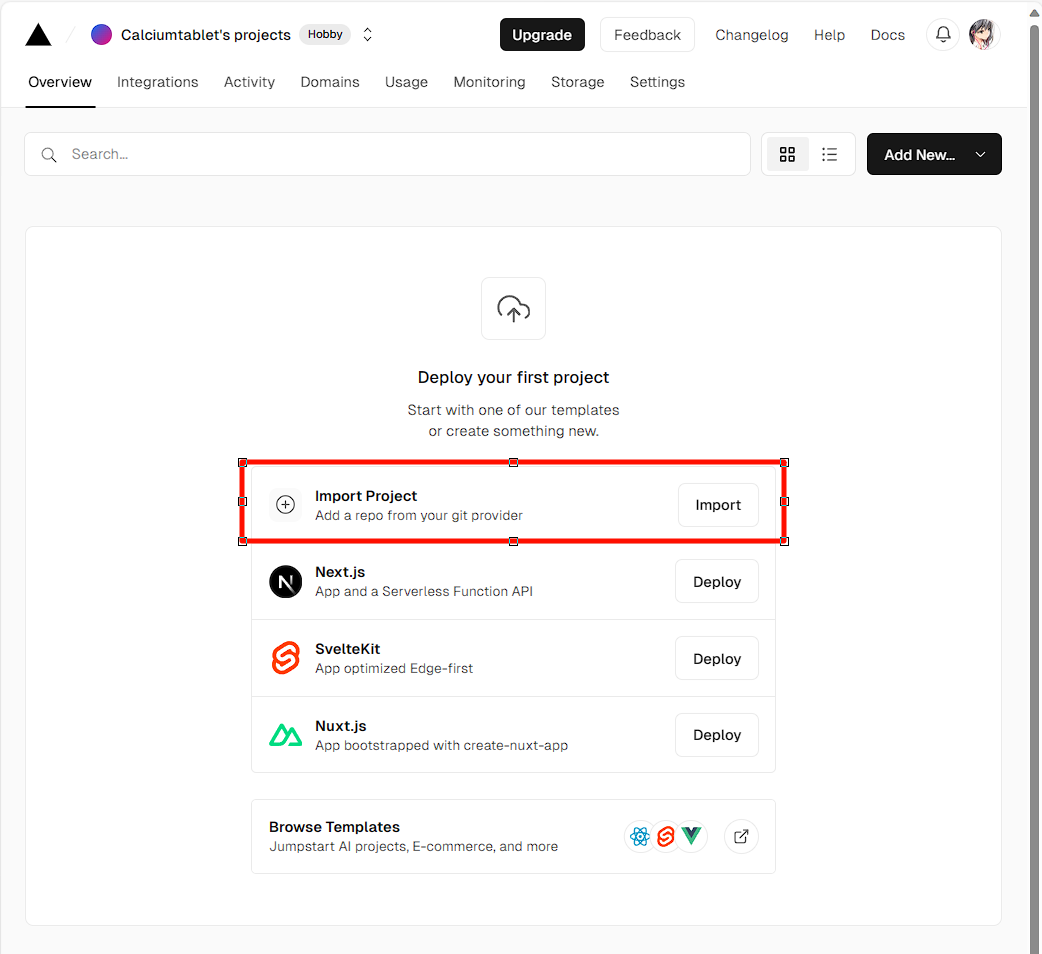 Calciumtablet's projects Hobby Upgrade Feedback Changelog Help Docs
Overview Integrations Activity Domains Usage Monitoring Storage Settings
Search... Add New...
Deploy your first project
Start with one of our templates
or create something new.
Import Project
Add a repo from your git provider
Import
Next.js
App and a Serverless Function API
Deploy
SvelteKit
App optimized Edge-first
Deploy
Nuxt.js
App bootstrapped with create-nuxt-app
Deploy
Browse Templates
Jumpstart AI projects, E-commerce, and more